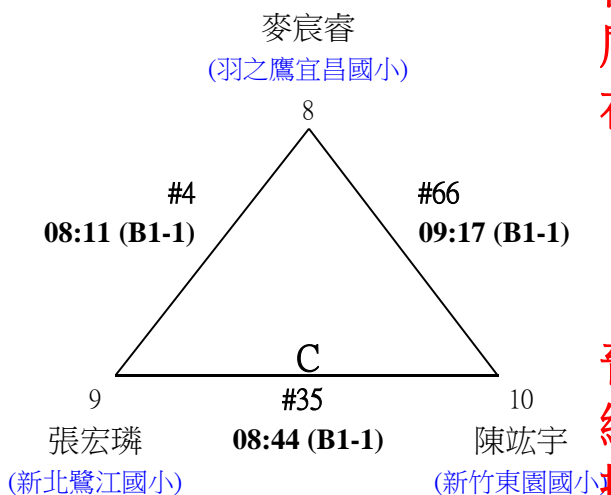 麥宸睿
(羽之鷹宜昌國小)
8
#4
08:11 (B1-1)
#66
09:17 (B1-1)
C
9
#35
10
張宏璘
08:44 (B1-1)
陳竑宇
(新北鷺江國小)
(新竹東園國小)